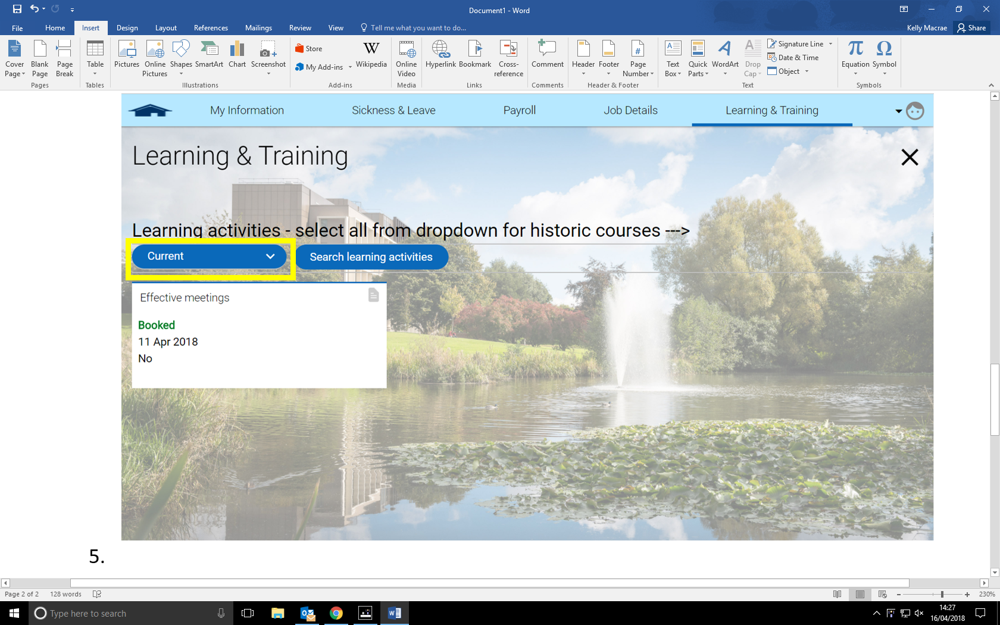 Document1 - Word
File Home Insert Design Layout References Mailings Review View Tell me what you want to do... Kelly Macrae Share
Cover Page
Blank Page
Page Break
Pages
Table
Tables
Pictures
Online Pictures
Shapes
SmartArt
Chart
Screenshot
Illustrations
Store
My Add-ins
W
Wikipedia
Add-ins
Online Video
Media
Hyperlink
Bookmark
Cross-reference
Links
Comment
Comments
Header
Footer
Page Number
Header & Footer
Text Box
Quick Parts
WordArt
Drop Cap
Signature Line
Date & Time
Object
Text
π
Equation
Ω
Symbol
Symbols
My Information Sickness & Leave Payroll Job Details Learning & Training
Learning & Training
Learning activities - select all from dropdown for historic courses --->
Current Search learning activities
Effective meetings
Booked
11 Apr 2018
No
5.
Page 2 of 2 128 words 230%
Type here to search
14:27
16/04/2018